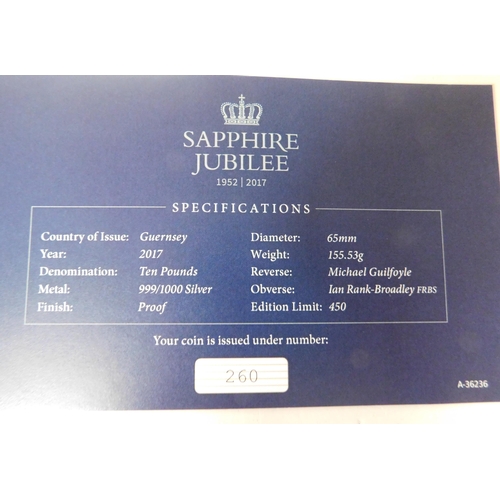 SAPPHIRE
JUBILEE
1952 | 2017
SPECIFICATIONS
Country of Issue: Guernsey Diameter: 65mm
Year: 2017 Weight: 155.53g
Denomination: Ten Pounds Reverse: Michael Guilfoyle
Metal: 999/1000 Silver Obverse: Ian Rank-Broadley FRBS
Finish: Proof Edition Limit: 450
Your coin is issued under number:
260
A-36236